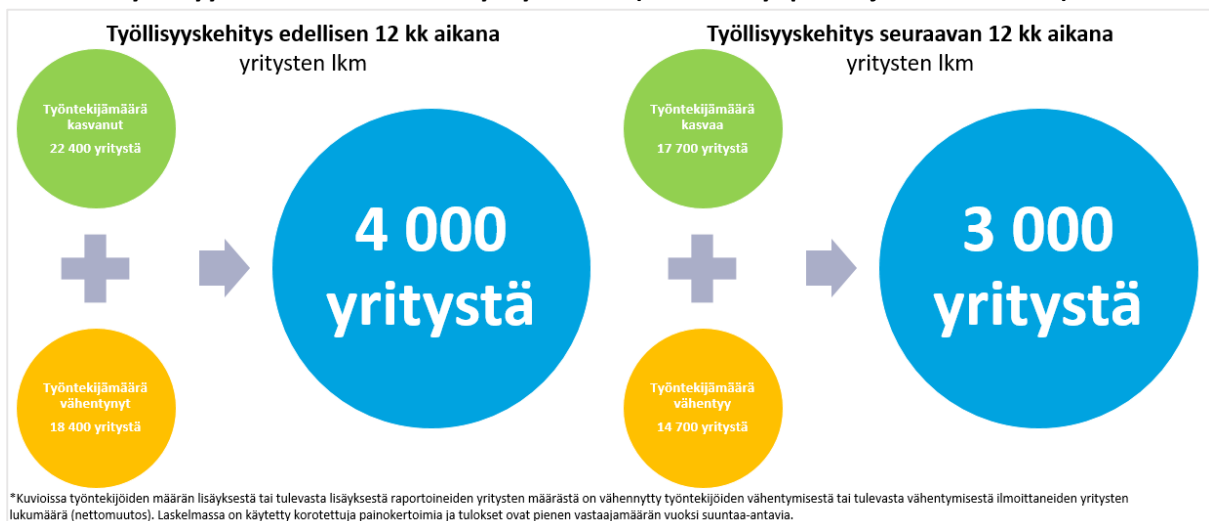 Työllisyyskehitys edellisen 12 kk aikana
yritysten lkm
Työntekijämäärä
kasvanut
22 400 yritystä
4 000
yritystä
Työntekijämäärä
vähentynyt
18 400 yritystä
Työllisyyskehitys seuraavan 12 kk aikana
yritysten lkm
Työntekijämäärä
kasvaa
17 700 yritystä
3 000
yritystä
Työntekijämäärä
vähentyy
14 700 yritystä
*Kuvioissa työntekijöiden määrän lisäyksestä tai tulevasta lisäyksestä raportoineiden yritysten määrästä on vähennytty työntekijöiden vähentymisestä tai tulevasta vähentymisestä ilmoittaneiden yritysten
lukumäärä (nettomuutos). Laskelmassa on käytetty korotettuja painokertoimia ja tulokset ovat pienen vastaajamäärän vuoksi suuntaa-antavia.